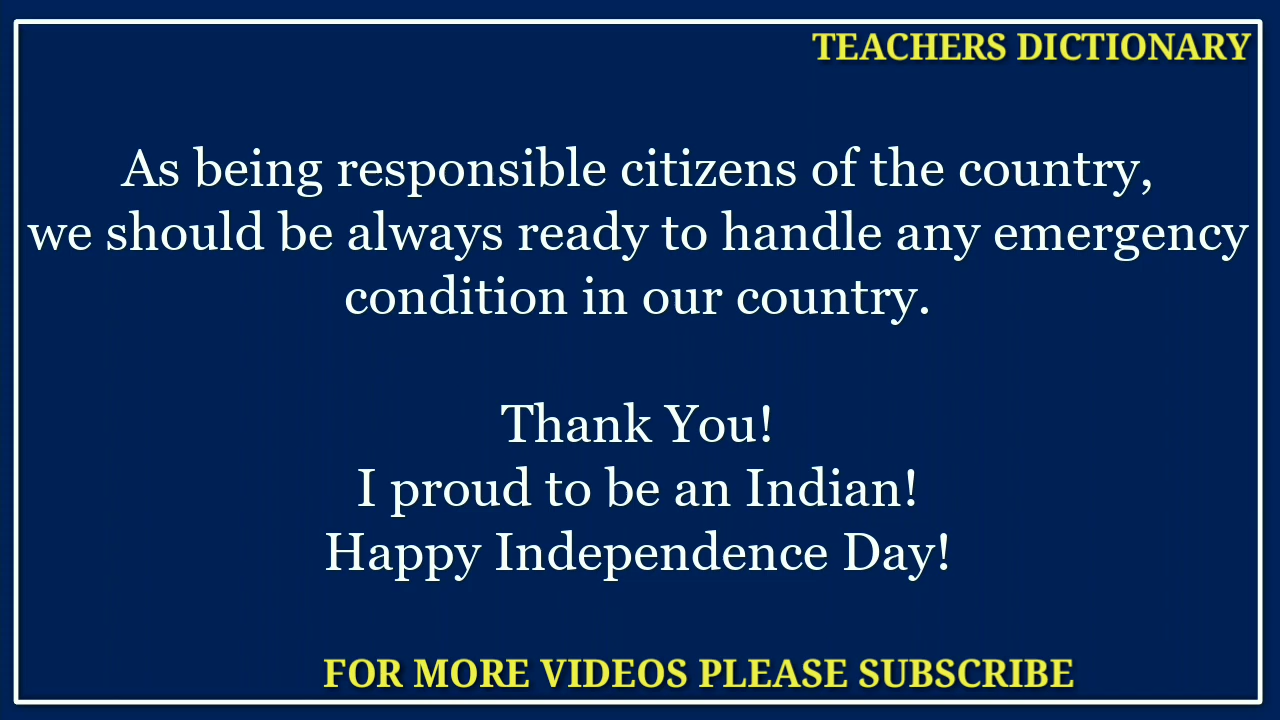 TEACHERS DICTIONARY
As being responsible citizens of the country,
we should be always ready to handle any emergency
condition in our country.
Thank You!
I proud to be an Indian!
Happy Independence Day!
FOR MORE VIDEOS PLEASE SUBSCRIBE